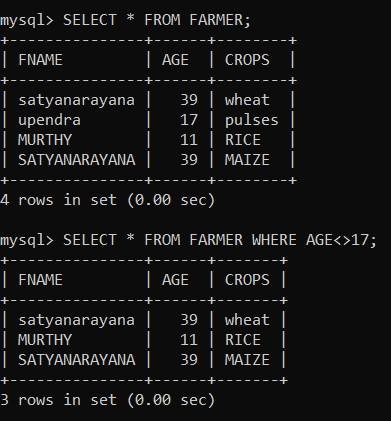 mysql> SELECT * FROM FARMER;
+---------------+------+--------+
| FNAME         | AGE  | CROPS  |
+---------------+------+--------+
| satyanarayana |   39 | wheat  |
| upendra       |   17 | pulses |
| MURTHY        |   11 | RICE   |
| SATYANARAYANA |   39 | MAIZE  |
+---------------+------+--------+
4 rows in set (0.00 sec)
mysql> SELECT * FROM FARMER WHERE AGE<>17;
+---------------+------+-------+
| FNAME         | AGE  | CROPS |
+---------------+------+-------+
| satyanarayana |   39 | wheat |
| MURTHY        |   11 | RICE  |
| SATYANARAYANA |   39 | MAIZE |
+---------------+------+-------+
3 rows in set (0.00 sec)